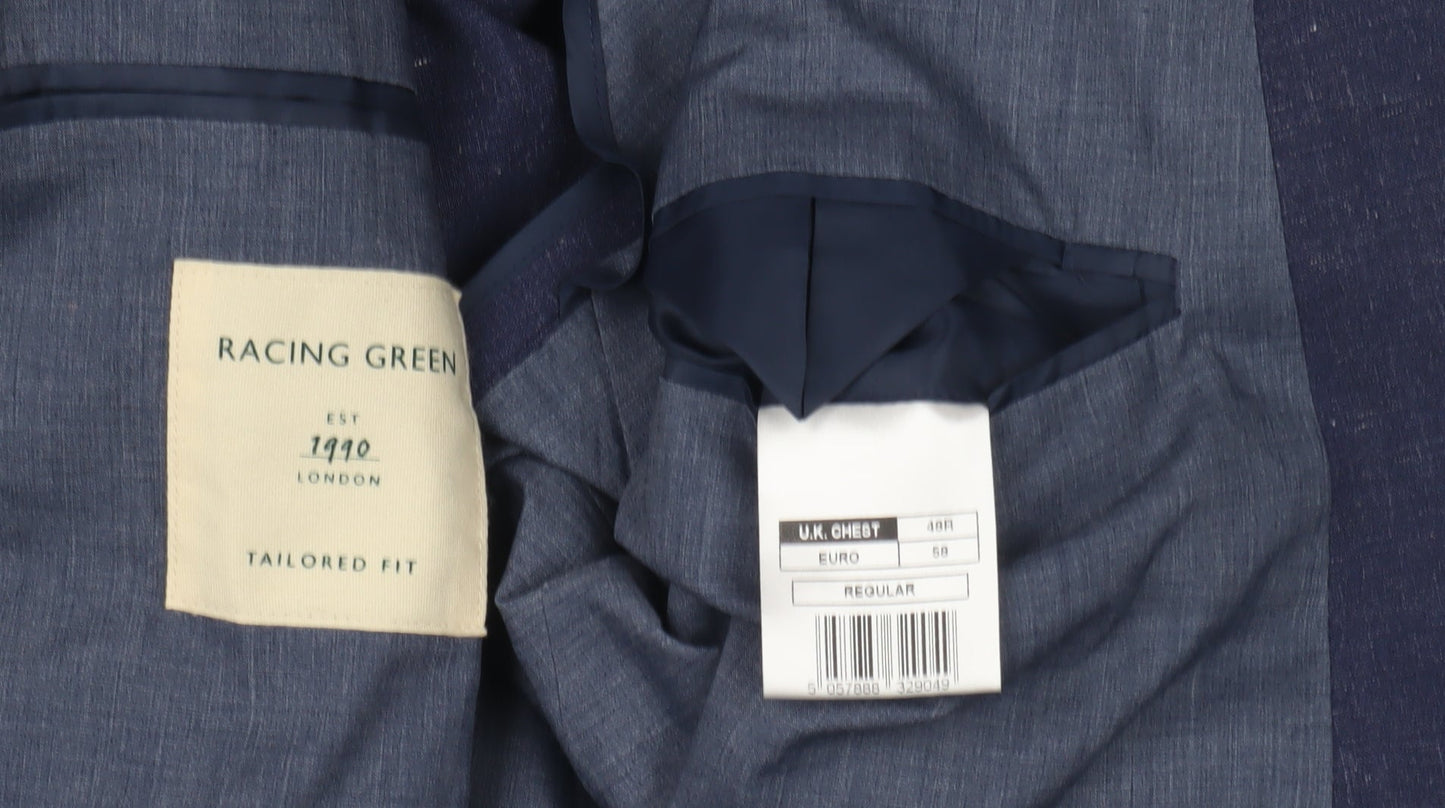 RACING GREEN
EST
1990
LONDON
TAILORED FIT
U.K. CHEST 48R
EURO 58
REGULAR
5 057888 329049